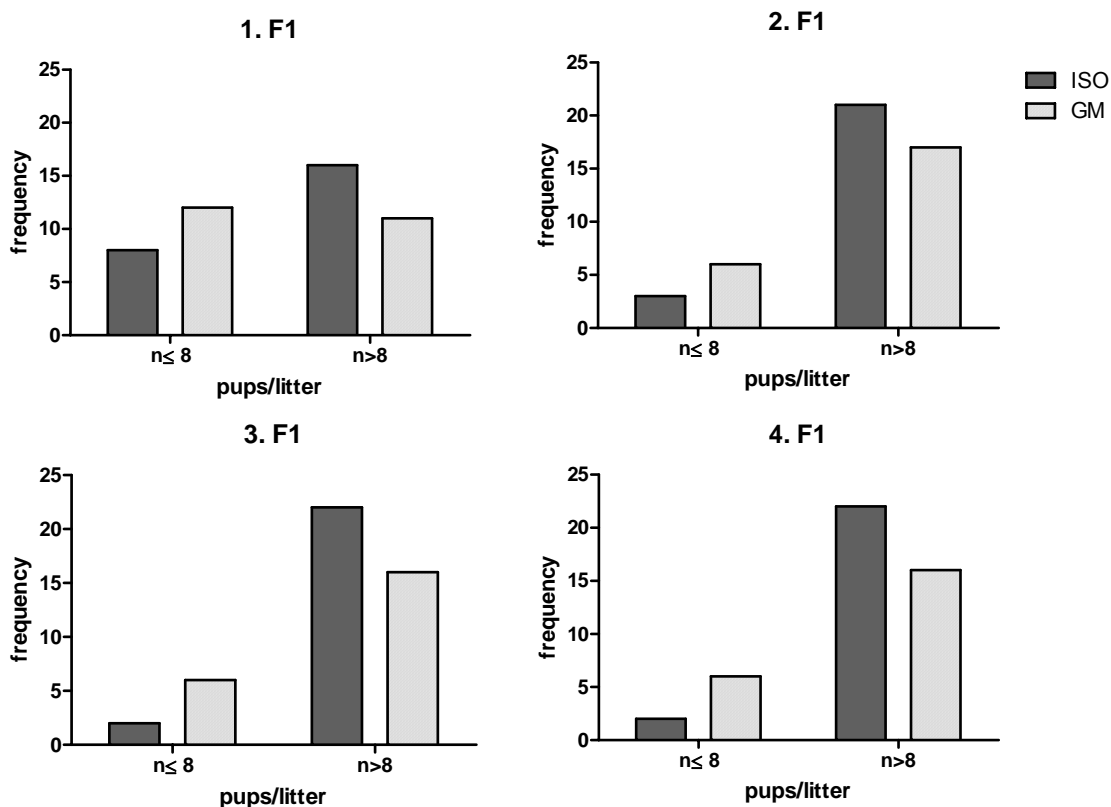 1. F1
25
20
15
10
5
0
frequency
n≤ 8
n>8
pups/litter
2. F1
25
20
15
10
5
0
frequency
n≤ 8
n>8
pups/litter
ISO
GM
3. F1
25
20
15
10
5
0
frequency
n≤ 8
n>8
pups/litter
4. F1
25
20
15
10
5
0
frequency
n≤ 8
n>8
pups/litter